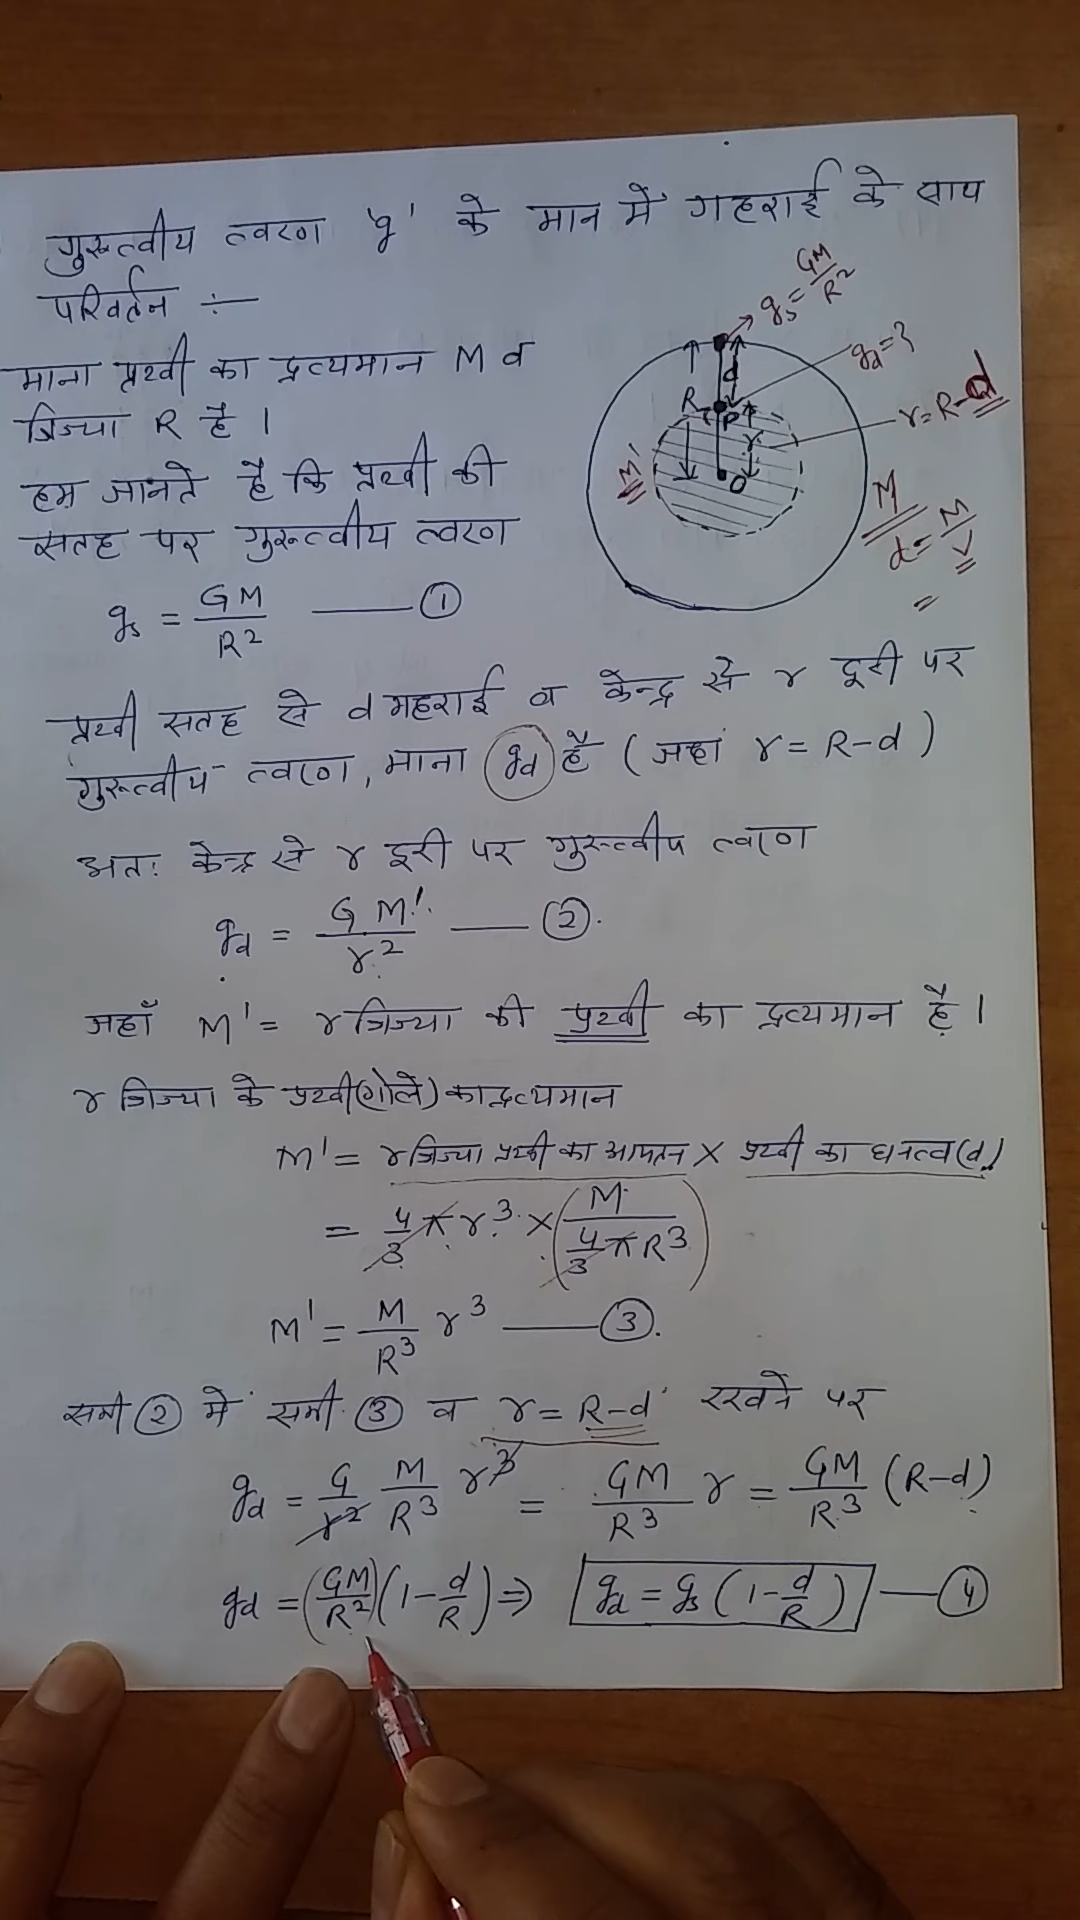 गुरुत्वीय त्वरण 'g' के मान में गहराई के साथ
परिवर्तन ÷
माना पृथ्वी का द्रव्यमान M व
त्रिज्या R है ।
हम जानते है कि पृथ्वी की
सतह पर गुरुत्वीय त्वरण
gs = GM/R² —— ①
gs = GM/R²
gd = ?
R
d
P
r
O
r = R-d
M'
M
d = M/V
=
पृथ्वी सतह से d गहराई व केन्द्र से r दूरी पर
गुरुत्वीय त्वरण, माना gd है ( जहां r = R-d )
अतः केन्द्र से r दूरी पर गुरुत्वीय त्वरण
gd = G M'/r² —— ②.
जहाँ M' = r त्रिज्या की पृथ्वी का द्रव्यमान है ।
r त्रिज्या के पृथ्वी(गोले) का द्रव्यमान
M' = r त्रिज्या पृथ्वी का आयतन × पृथ्वी का घनत्व (d)
= 4/3 π r³ × (M / 4/3 π R³)
M' = M/R³ r³ —— ③.
समी ② में समी. ③ व r = R-d रखने पर
gd = G/r² M/R³ r³ = GM/R³ r = GM/R³ (R-d)
gd = (GM/R²)(1 - d/R) ⇒ gd = gs (1 - d/R) —— ④